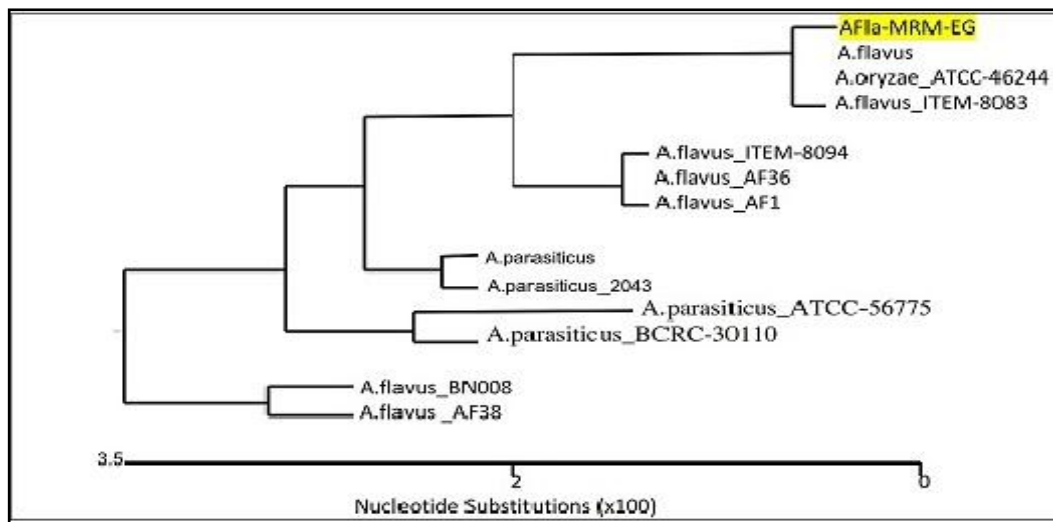 AFlla-MRM-EG
A.flavus
A.oryzae_ATCC-46244
A.flavus_ITEM-8083
A.flavus_ITEM-8094
A.flavus_AF36
A.flavus_AF1
A.parasiticus
A.parasiticus_2043
A.parasiticus_ATCC-56775
A.parasiticus_BCRC-30110
A.flavus_BN008
A.flavus _AF38
3.5
2
0
Nucleotide Substitutions (x100)